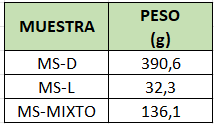 MUESTRA PESO (g)
MS-D 390,6
MS-L 32,3
MS-MIXTO 136,1